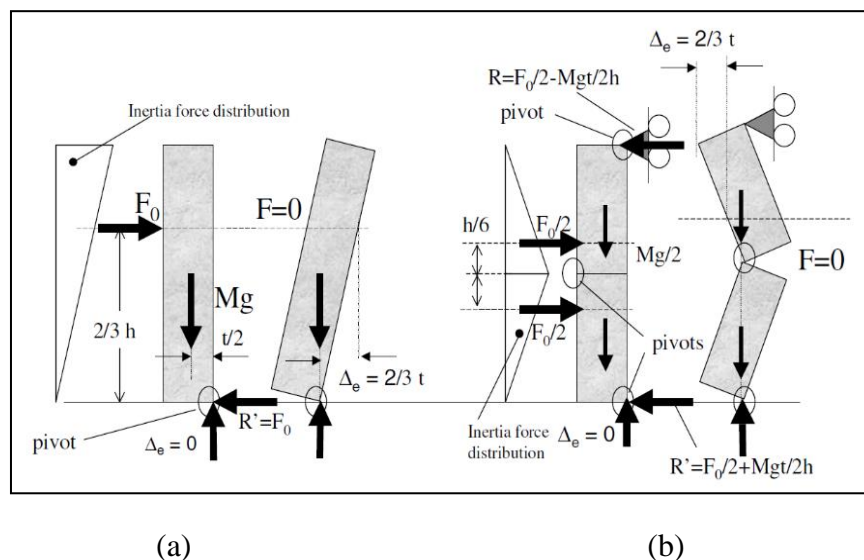 Inertia force distribution
F₀
F=0
Mg
2/3 h
t/2
Δₑ = 2/3 t
pivot
R'=F₀
Δₑ = 0
Δₑ = 2/3 t
R=F₀/2-Mgt/2h
pivot
h/6
F₀/2
Mg/2
F=0
F₀/2
pivots
Inertia force
distribution
Δₑ = 0
R'=F₀/2+Mgt/2h
(a)
(b)